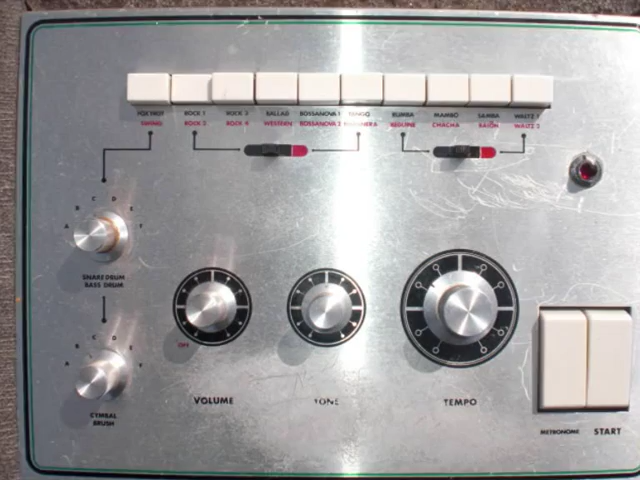 FOX TROT ROCK 1 ROCK 3 BALLAD BOSSANOVA 1 TANGO RUMBA MAMBO SAMBA WALTZ 1
SWING ROCK 2 ROCK 4 WESTERN BOSSANOVA 2 HABANERA BEGUINE CHACHA BAION WALTZ 2
A B C D E F
SNARE DRUM
BASS DRUM
A B C D E F
CYMBAL
BRUSH
OFF
VOLUME TONE TEMPO
METRONOME START